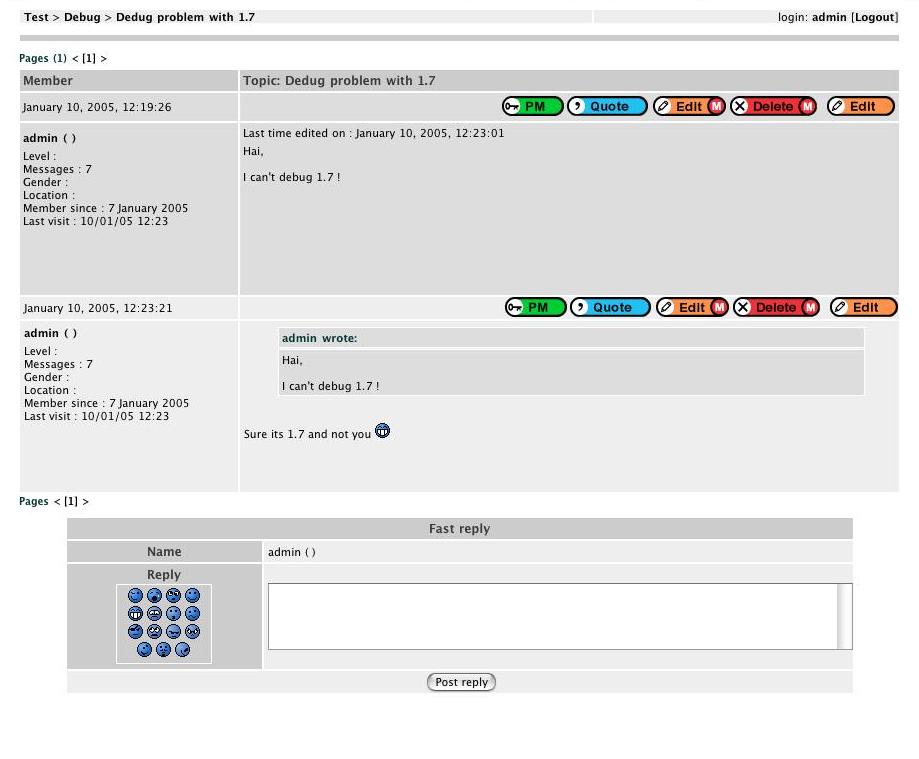 Test > Debug > Dedug problem with 1.7
login: admin [Logout]
Pages (1) < [1] >
Member
Topic: Dedug problem with 1.7
January 10, 2005, 12:19:26
PM Quote Edit M Delete M Edit
admin ( )
Level :
Messages : 7
Gender :
Location :
Member since : 7 January 2005
Last visit : 10/01/05 12:23
Last time edited on : January 10, 2005, 12:23:01
Hai,
I can't debug 1.7 !
January 10, 2005, 12:23:21
PM Quote Edit M Delete M Edit
admin ( )
Level :
Messages : 7
Gender :
Location :
Member since : 7 January 2005
Last visit : 10/01/05 12:23
admin wrote:
Hai,
I can't debug 1.7 !
Sure its 1.7 and not you
Pages < [1] >
Fast reply
Name
admin ( )
Reply
Post reply